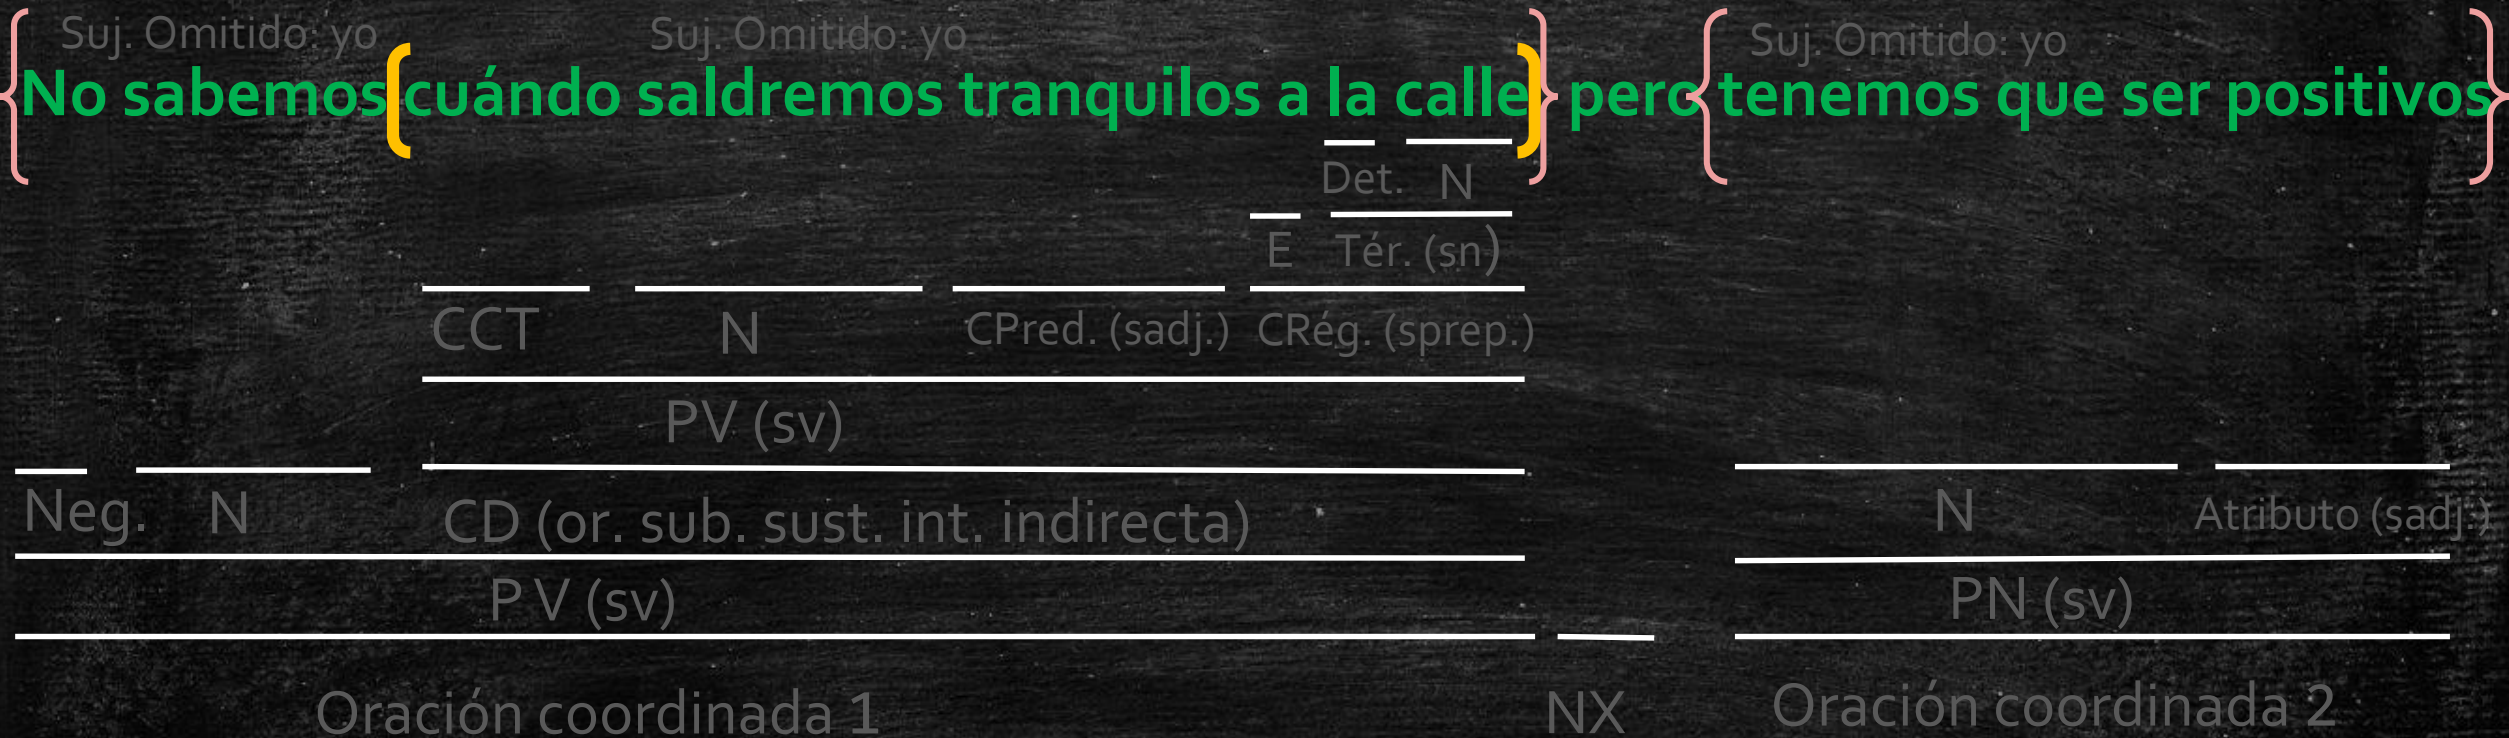 Suj. Omitido: yo Suj. Omitido: yo Suj. Omitido: yo
No sabemos cuándo saldremos tranquilos a la calle pero tenemos que ser positivos
Det. N
E Tér. (sn)
CCT N CPred. (sadj.) CRég. (sprep.)
PV (sv)
Neg. N CD (or. sub. sust. int. indirecta) N Atributo (sadj.)
P V (sv) PN (sv)
Oración coordinada 1 NX Oración coordinada 2